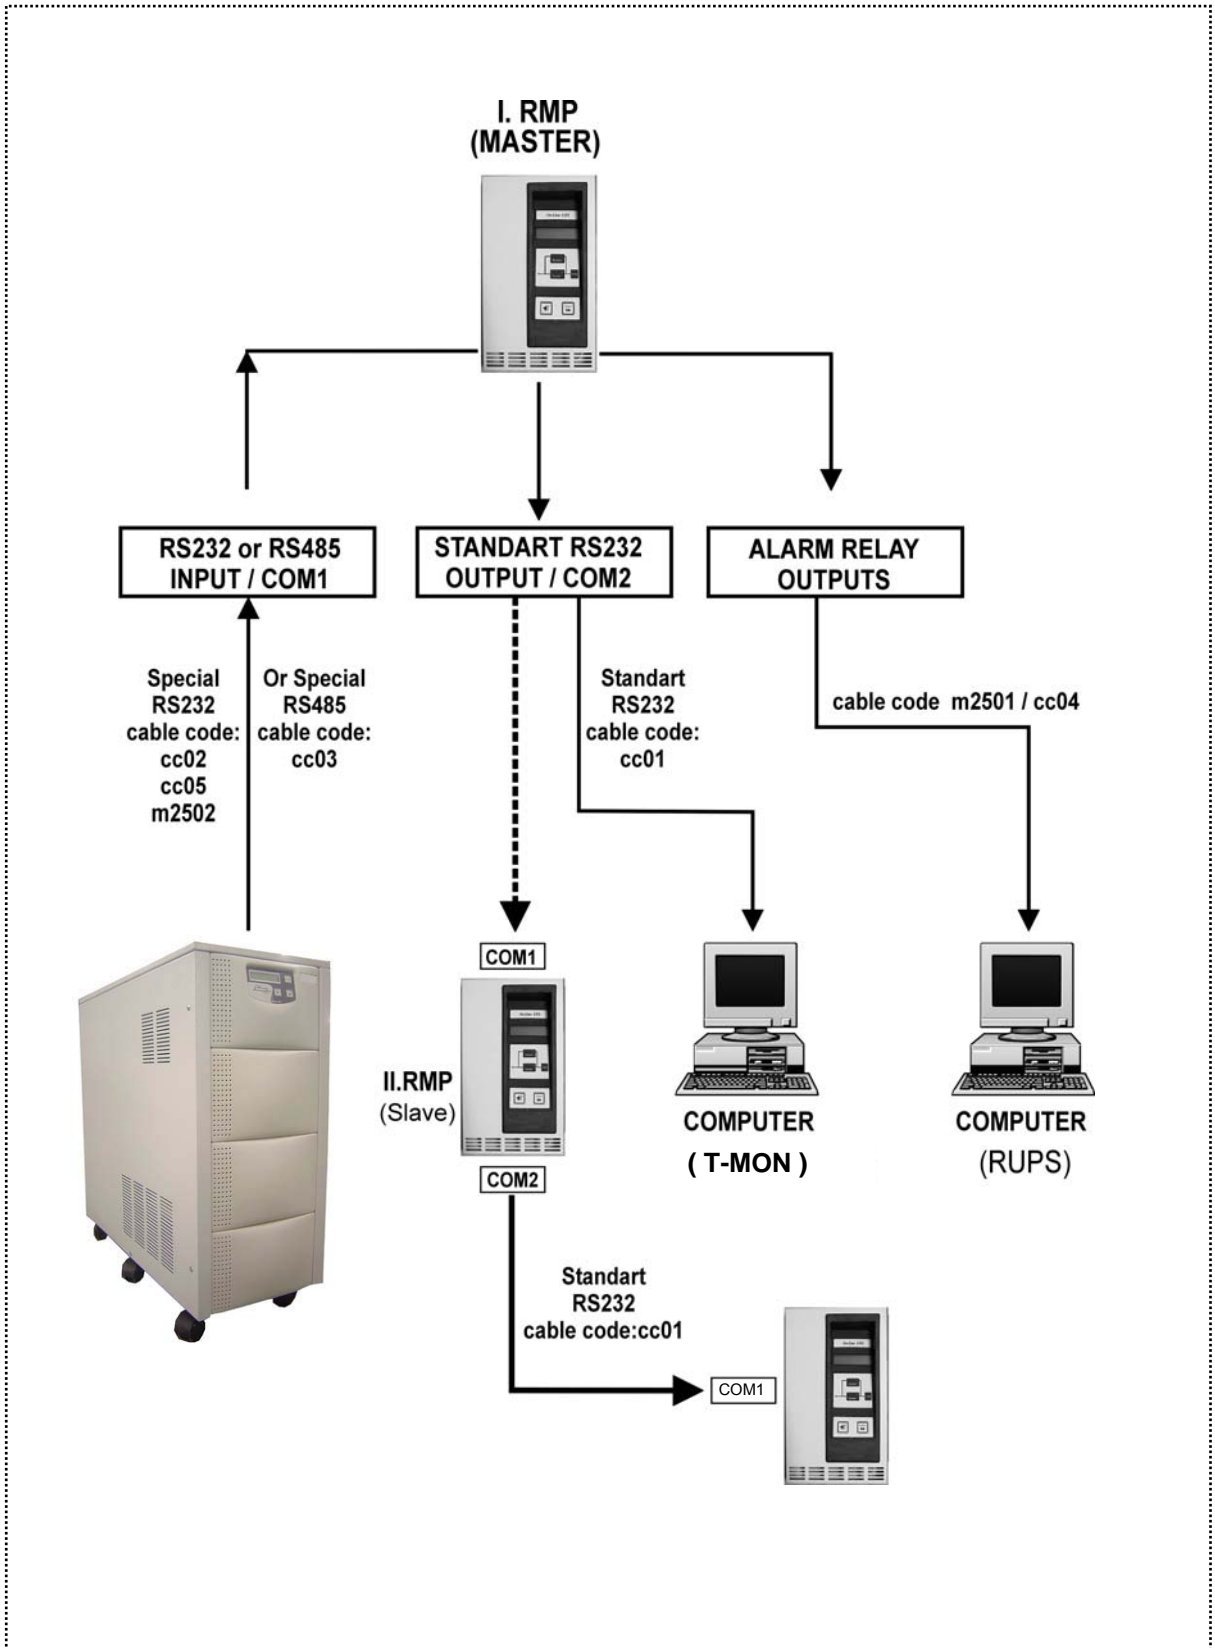 I. RMP
(MASTER)
RS232 or RS485
INPUT / COM1
STANDART RS232
OUTPUT / COM2
ALARM RELAY
OUTPUTS
Special
RS232
cable code:
cc02
cc05
m2502
Or Special
RS485
cable code:
cc03
Standart
RS232
cable code:
cc01
cable code m2501 / cc04
COM1
II.RMP
(Slave)
COM2
COMPUTER
( T-MON )
COMPUTER
(RUPS)
Standart
RS232
cable code:cc01
COM1